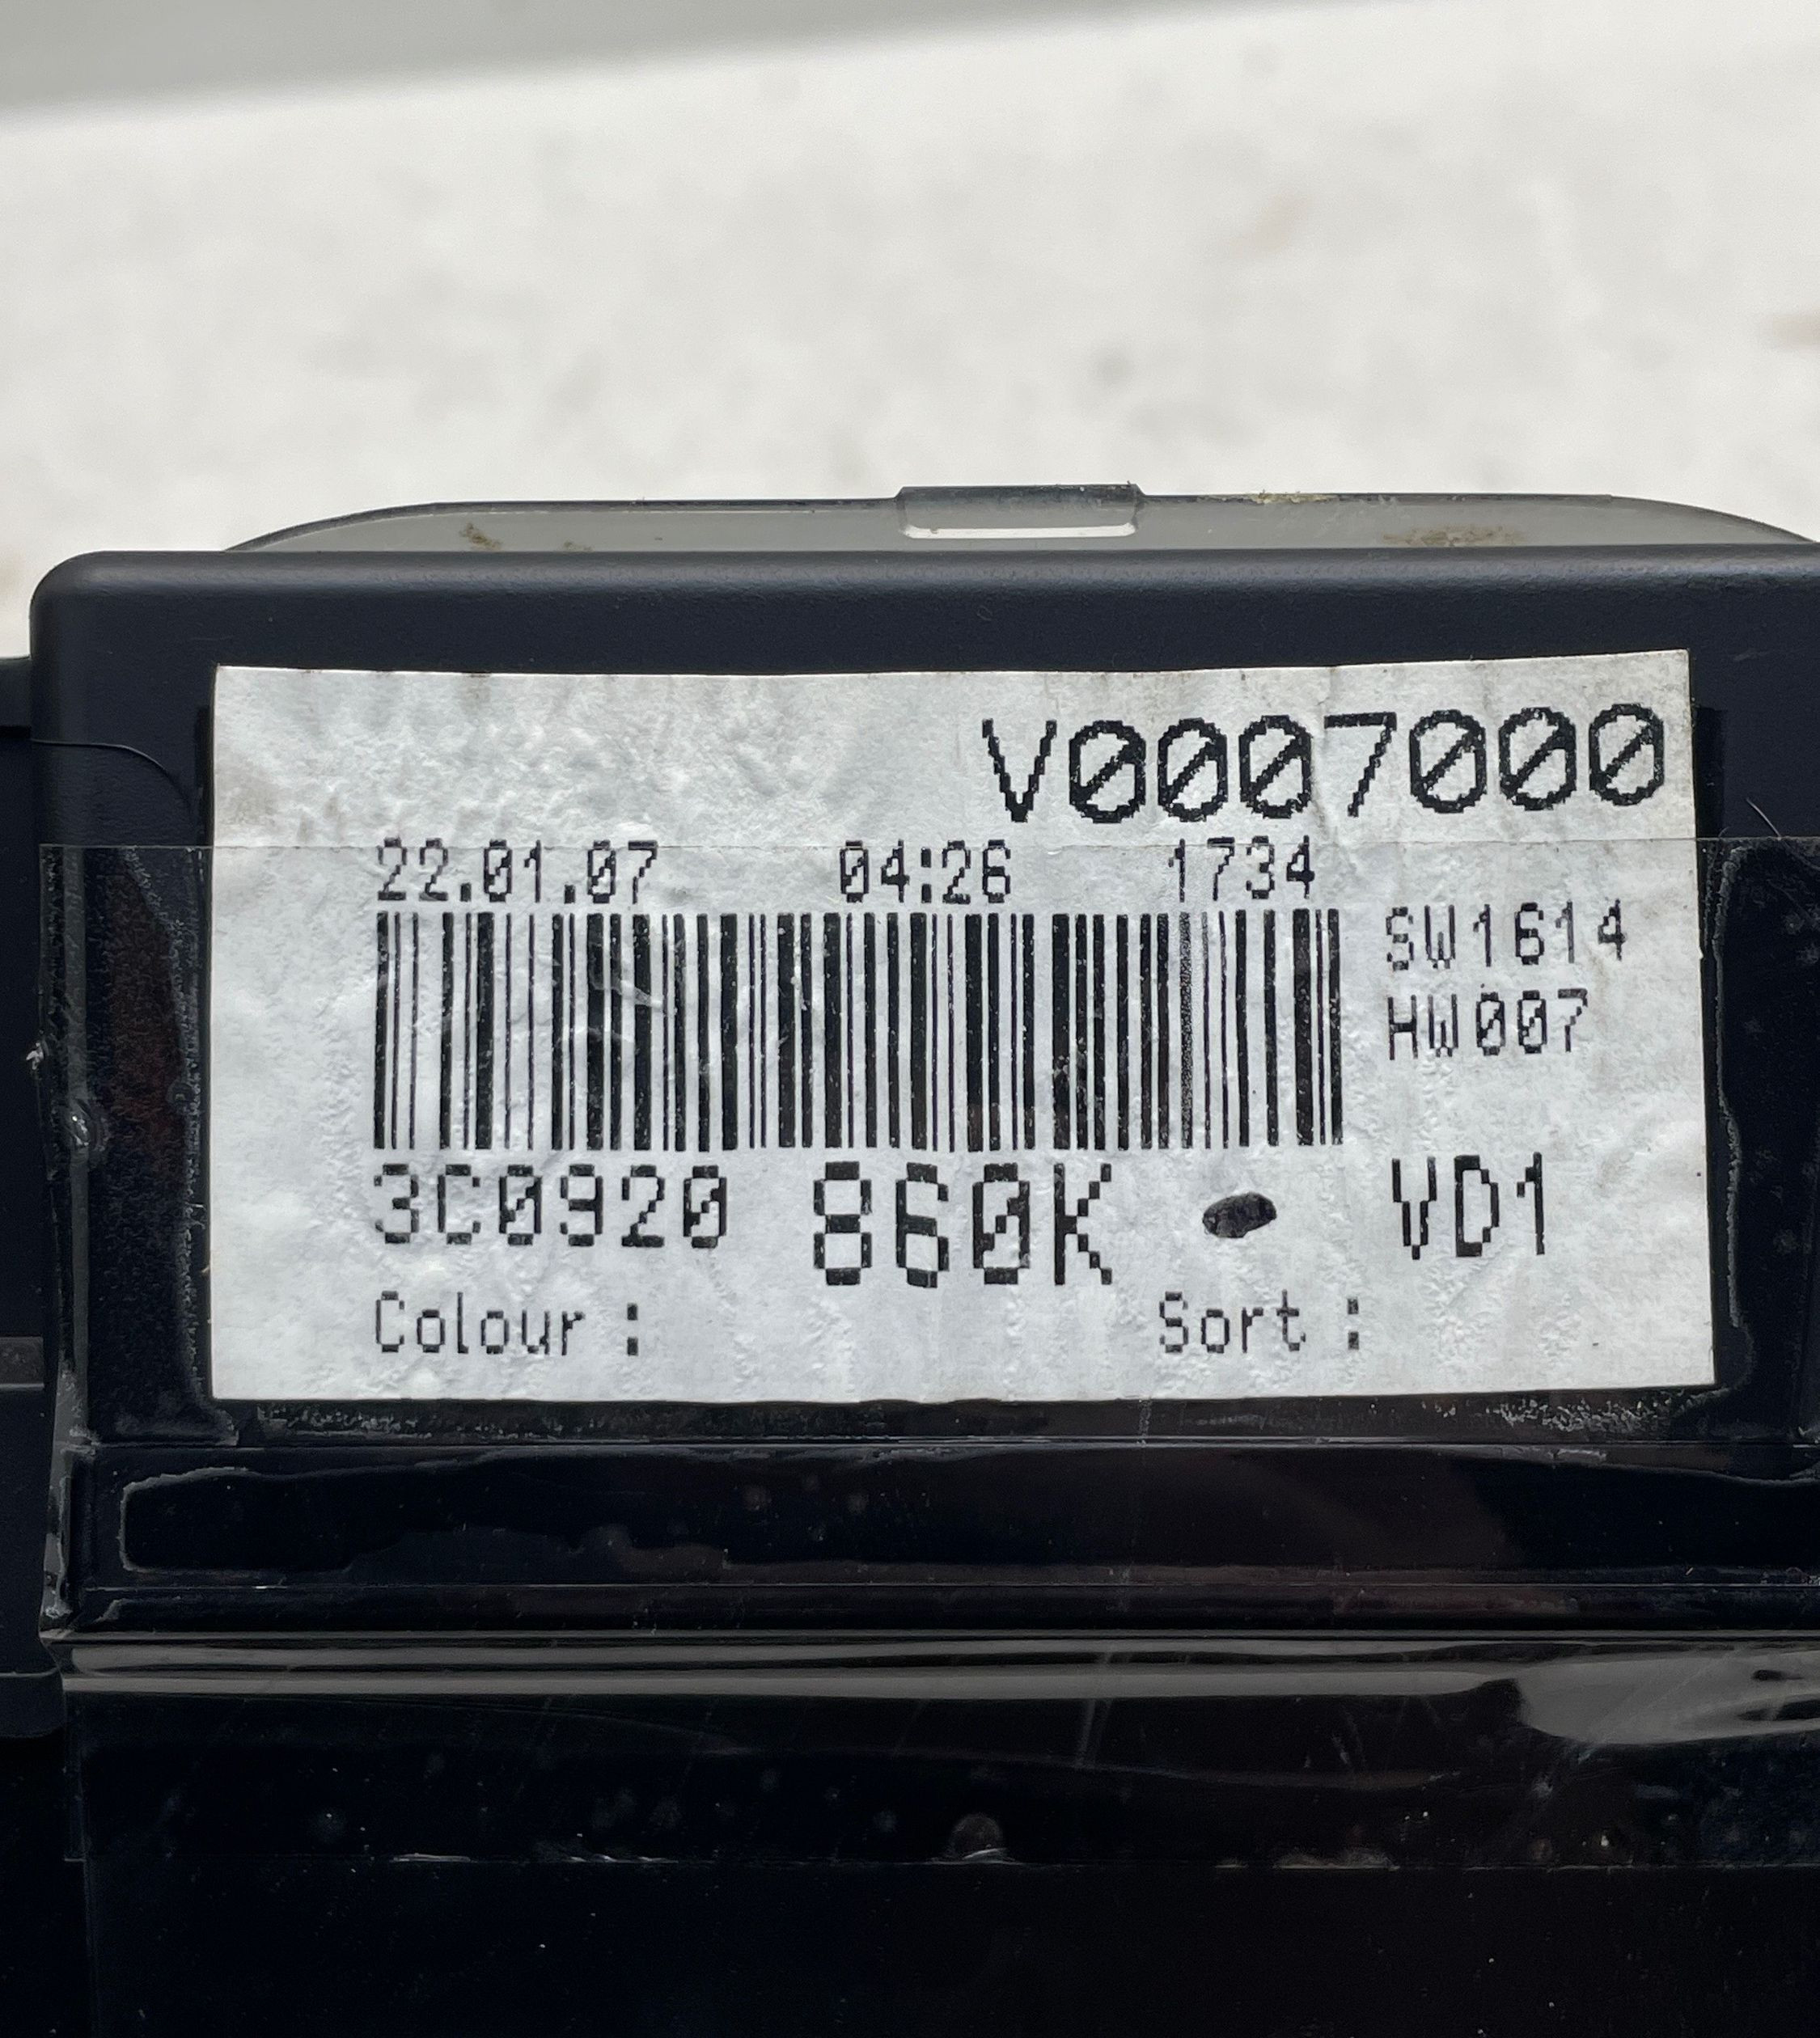 V0007000
22.01.07 04:26 1734
SW1614
HW007
3C0920 860K VD1
Colour : Sort :